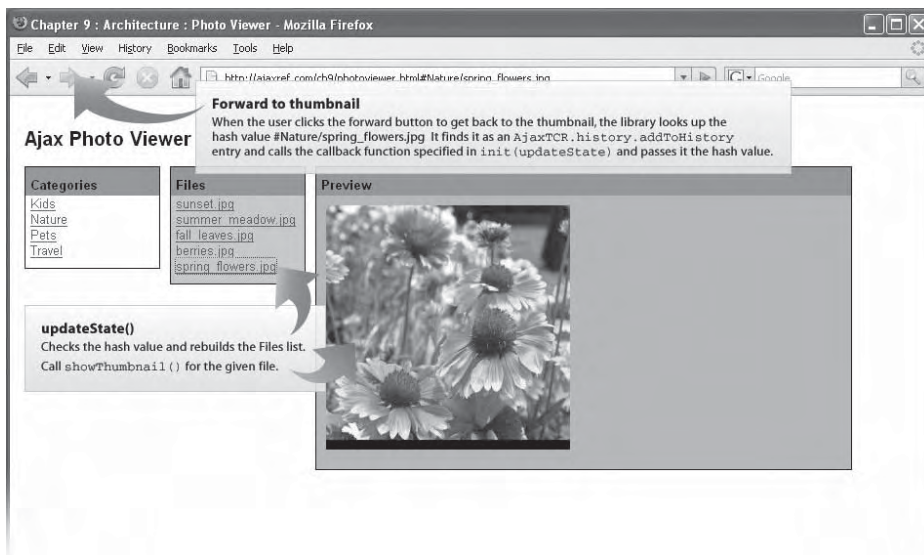 Chapter 9 : Architecture : Photo Viewer - Mozilla Firefox
File Edit View History Bookmarks Tools Help
http://ajaxref.com/ch9/photoviewer.html#Nature/spring_flowers.jpg
Google
Forward to thumbnail
When the user clicks the forward button to get back to the thumbnail, the library looks up the
hash value #Nature/spring_flowers.jpg It finds it as an AjaxTCR.history.addToHistory
entry and calls the callback function specified in init(updateState) and passes it the hash value.
Ajax Photo Viewer
Categories
Kids
Nature
Pets
Travel
Files
sunset.jpg
summer_meadow.jpg
fall_leaves.jpg
berries.jpg
spring_flowers.jpg
Preview
updateState()
Checks the hash value and rebuilds the Files list.
Call showThumbnail() for the given file.